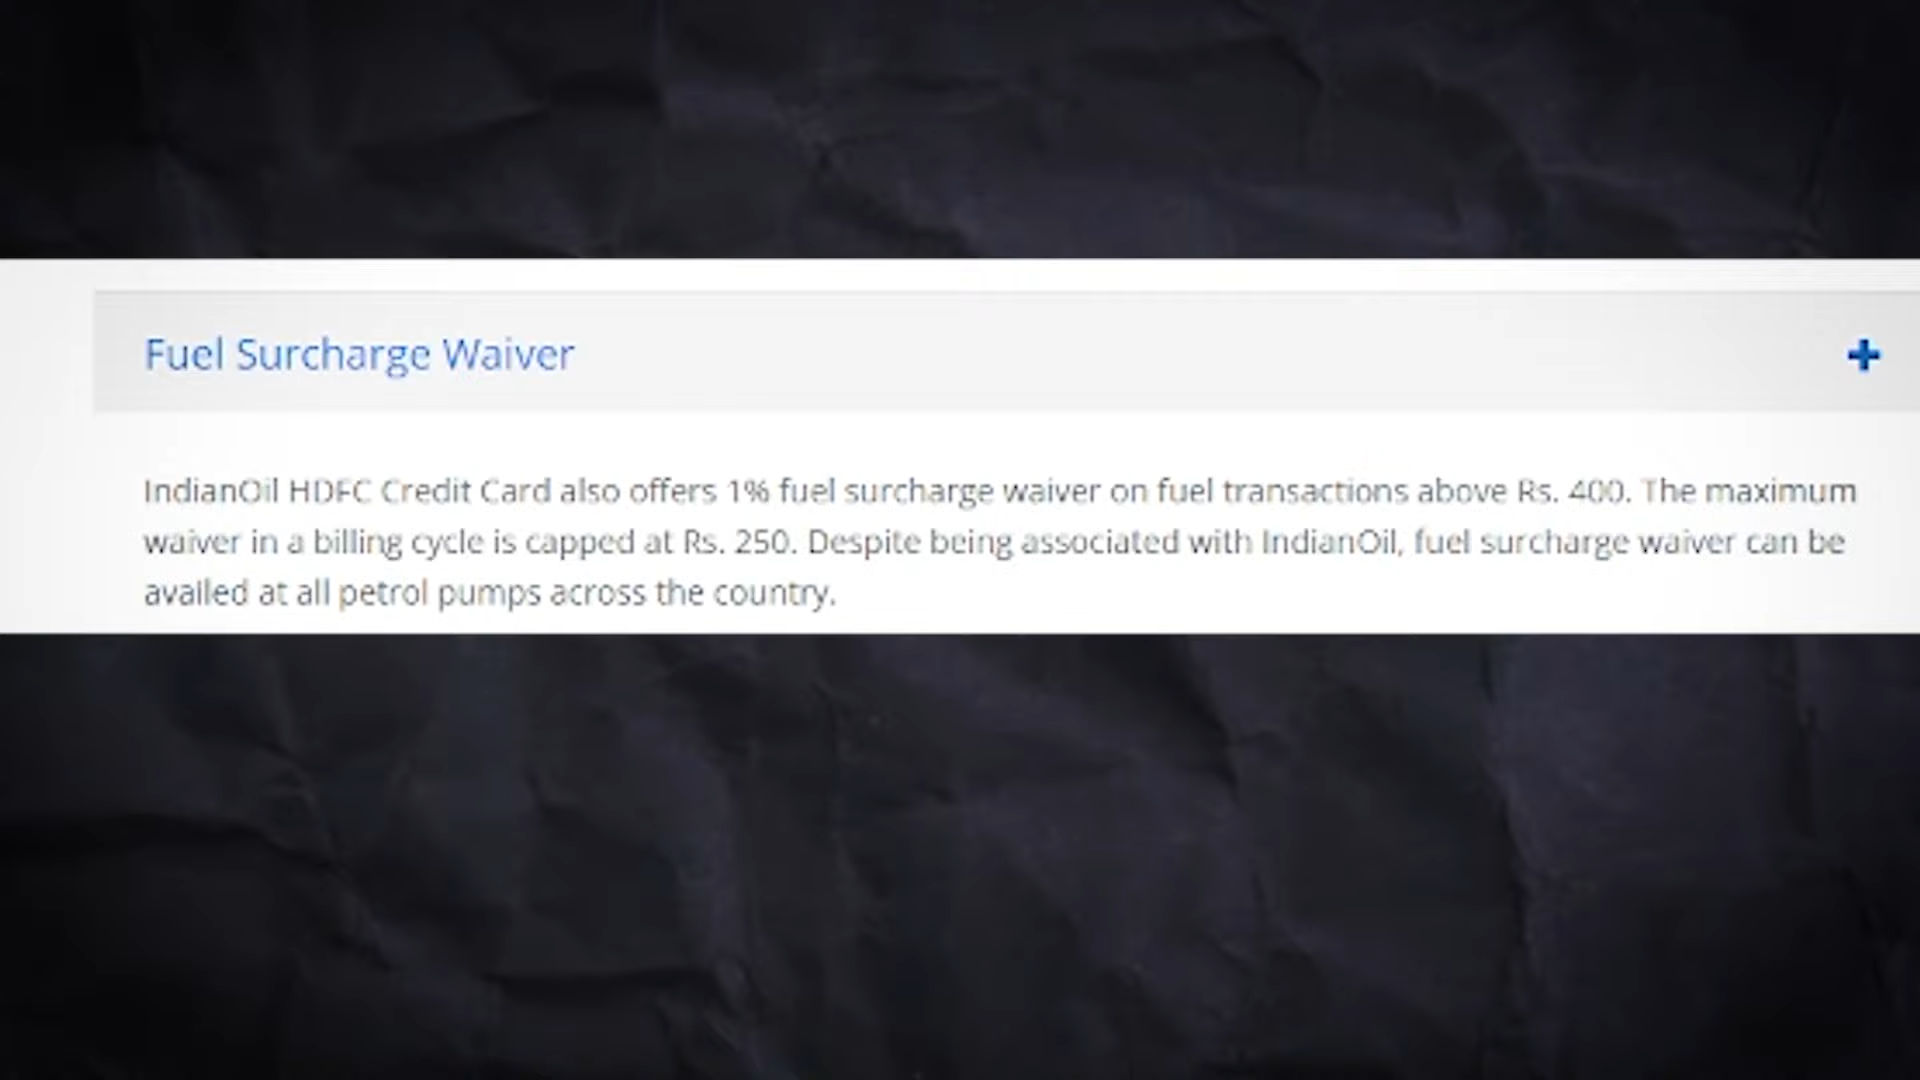 Fuel Surcharge Waiver
IndianOil HDFC Credit Card also offers 1% fuel surcharge waiver on fuel transactions above Rs. 400. The maximum
waiver in a billing cycle is capped at Rs. 250. Despite being associated with IndianOil, fuel surcharge waiver can be
availed at all petrol pumps across the country.